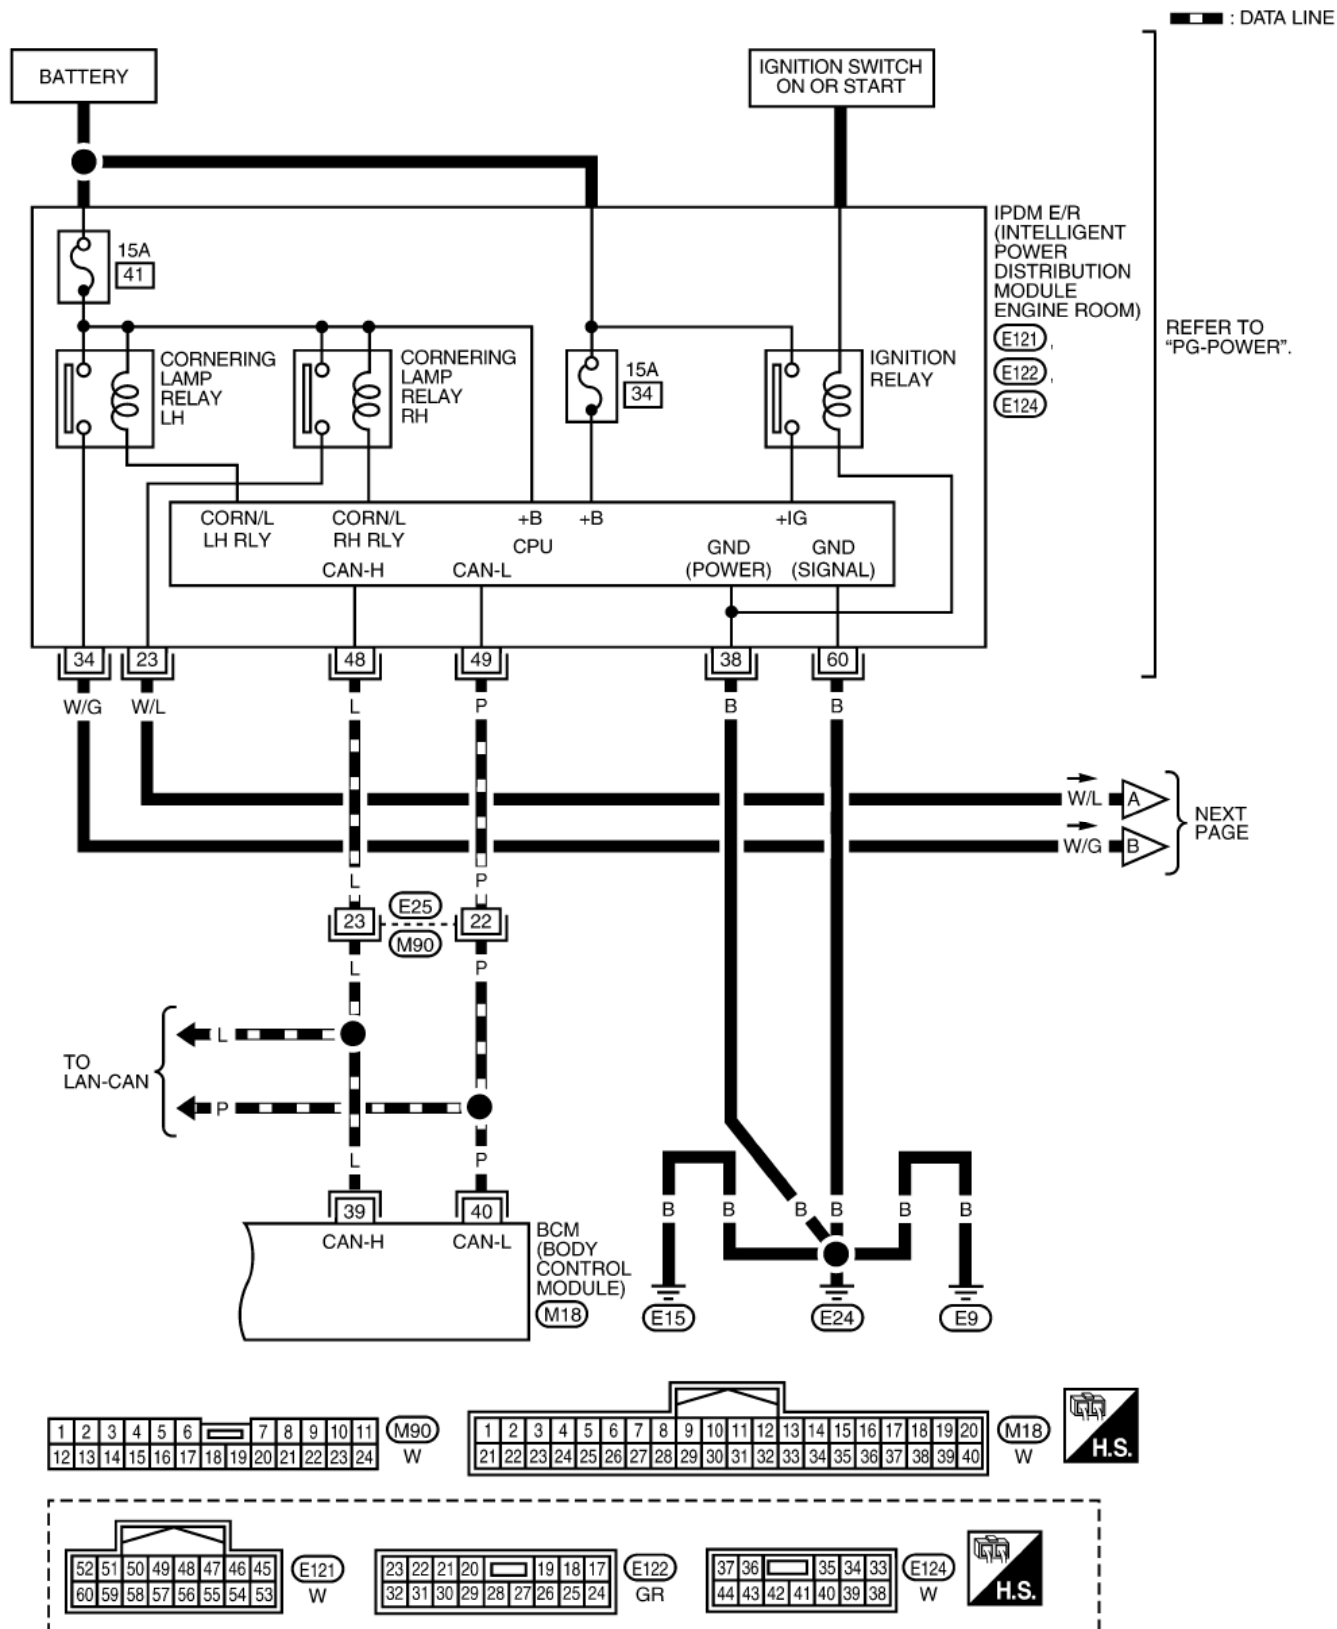 : DATA LINE
BATTERY
IGNITION SWITCH
ON OR START
IPDM E/R
(INTELLIGENT
POWER
DISTRIBUTION
MODULE
ENGINE ROOM)
E121 ,
E122 ,
E124
REFER TO
“PG-POWER”.
15A
41
CORNERING
LAMP
RELAY
LH
CORNERING
LAMP
RELAY
RH
15A
34
IGNITION
RELAY
CORN/L
LH RLY
CORN/L
RH RLY
+B
+B
+IG
CPU
CAN-H
CAN-L
GND
(POWER)
GND
(SIGNAL)
34 23 48 49 38 60
W/G W/L L P B B
W/L A
W/G B
NEXT
PAGE
L P
23 E25 22
M90
L P
TO
LAN-CAN
L
P
L P
39 40
CAN-H CAN-L
BCM
(BODY
CONTROL
MODULE)
M18
B B B B B B
E15 E24 E9
1 2 3 4 5 6 7 8 9 10 11
12 13 14 15 16 17 18 19 20 21 22 23 24
M90
W
1 2 3 4 5 6 7 8 9 10 11 12 13 14 15 16 17 18 19 20
21 22 23 24 25 26 27 28 29 30 31 32 33 34 35 36 37 38 39 40
M18
W
H.S.
52 51 50 49 48 47 46 45
60 59 58 57 56 55 54 53
E121
W
23 22 21 20 19 18 17
32 31 30 29 28 27 26 25 24
E122
GR
37 36 35 34 33
44 43 42 41 40 39 38
E124
W
H.S.